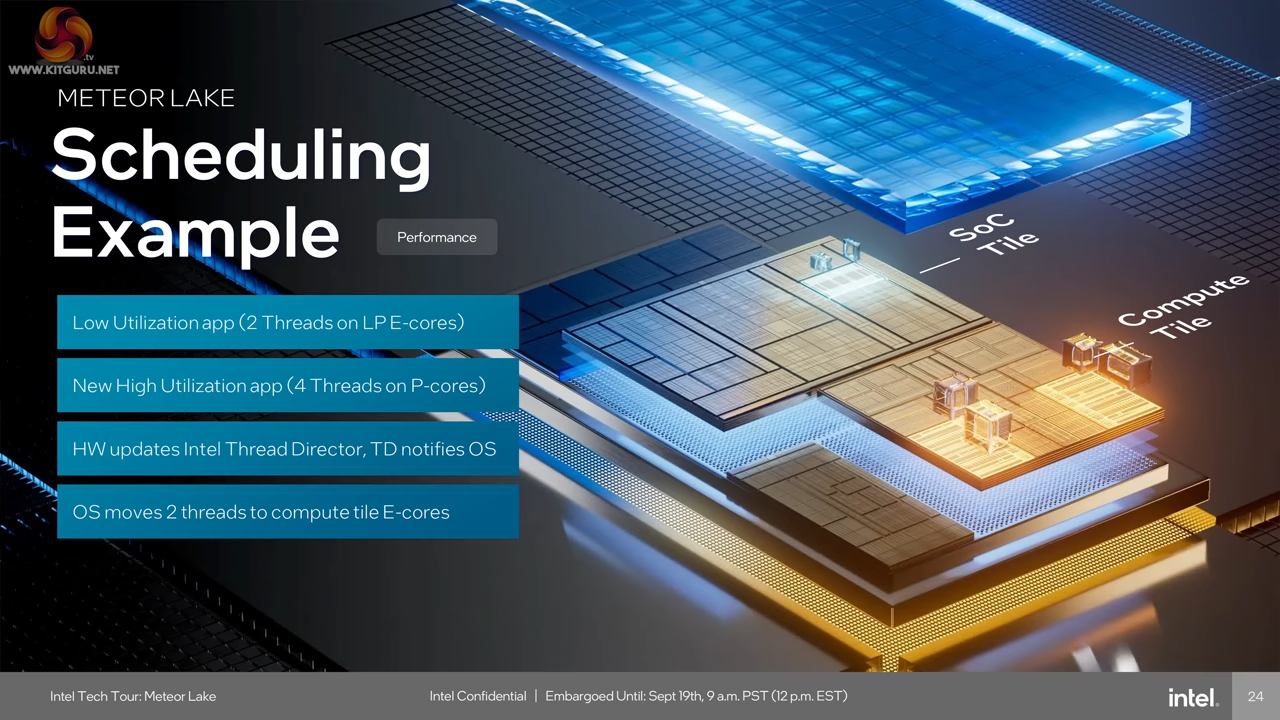 .tv
WWW.KITGURU.NET
METEOR LAKE
Scheduling
Example
Performance
Low Utilization app (2 Threads on LP E-cores)
New High Utilization app (4 Threads on P-cores)
HW updates Intel Thread Director, TD notifies OS
OS moves 2 threads to compute tile E-cores
SoC
Tile
Compute
Tile
Intel Tech Tour: Meteor Lake
Intel Confidential | Embargoed Until: Sept 19th, 9 a.m. PST (12 p.m. EST)
intel.
24